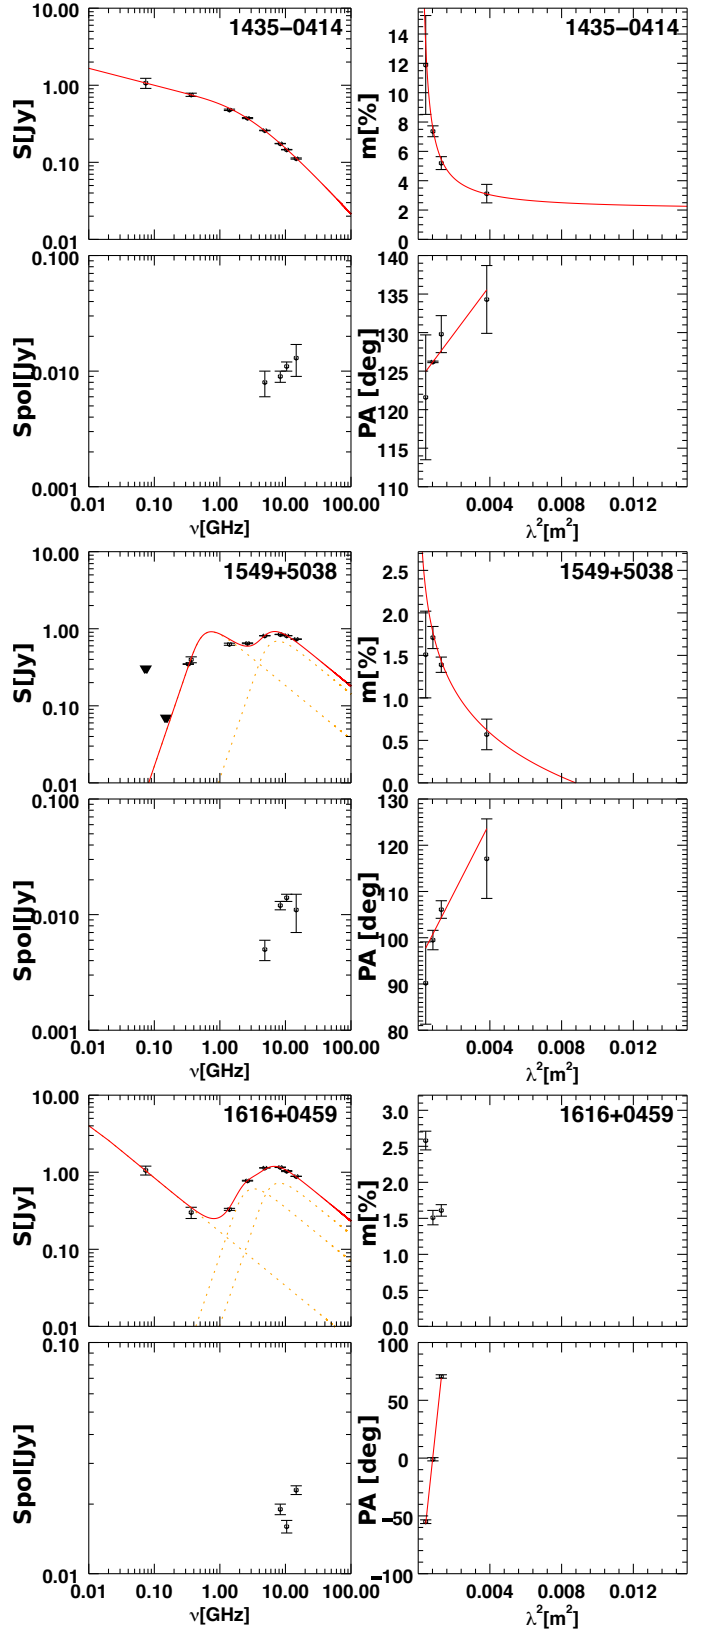 1435−0414
S[Jy]
10.00
1.00
0.10
0.01
1435−0414
m[%]
14
12
10
8
6
4
2
0
Spol[Jy]
0.100
0.010
0.001
0.01 0.10 1.00 10.00 100.00
ν[GHz]
PA [deg]
140
135
130
125
120
115
110
0.004 0.008 0.012
λ²[m²]
1549+5038
S[Jy]
10.00
1.00
0.10
0.01
1549+5038
m[%]
2.5
2.0
1.5
1.0
0.5
0.0
Spol[Jy]
0.100
0.010
0.001
0.01 0.10 1.00 10.00 100.00
ν[GHz]
PA [deg]
130
120
110
100
90
80
0.004 0.008 0.012
λ²[m²]
1616+0459
S[Jy]
10.00
1.00
0.10
0.01
1616+0459
m[%]
3.0
2.5
2.0
1.5
1.0
0.5
0.0
Spol[Jy]
0.10
0.01
0.01 0.10 1.00 10.00 100.00
ν[GHz]
PA [deg]
100
50
0
−50
−100
0.004 0.008 0.012
λ²[m²]